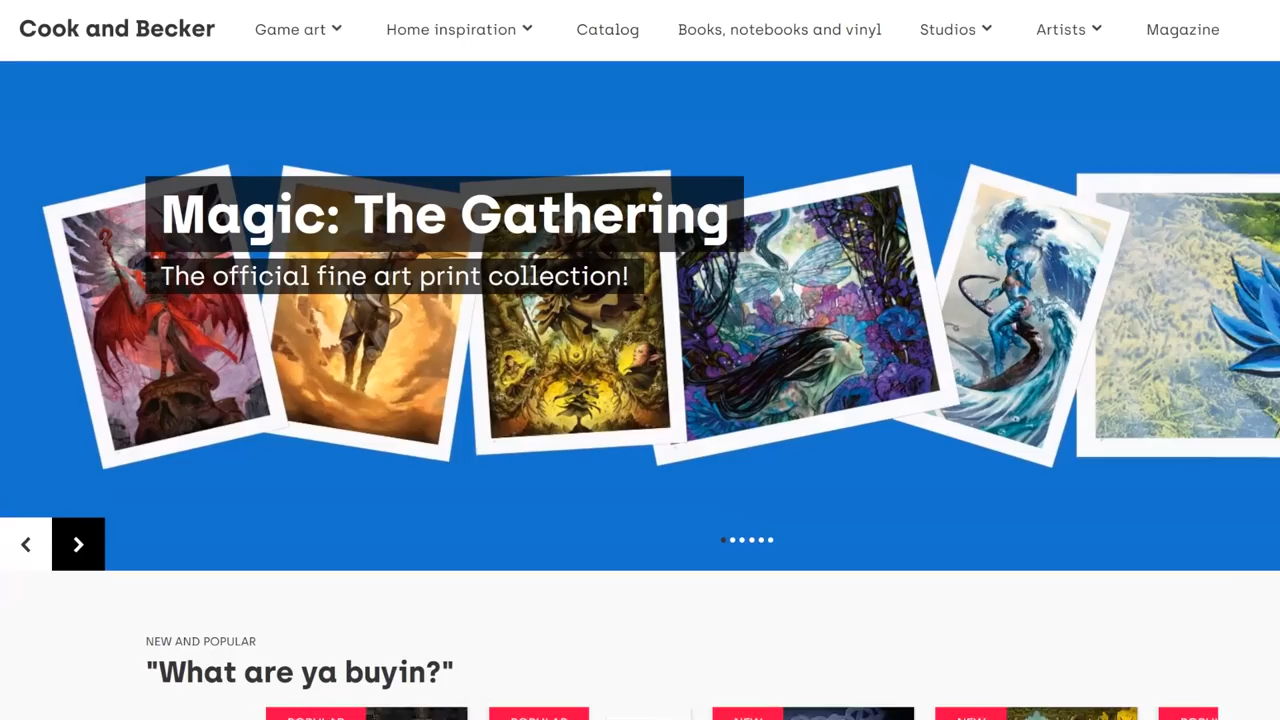 Cook and Becker Game art Home inspiration Catalog Books, notebooks and vinyl Studios Artists Magazine
Magic: The Gathering
The official fine art print collection!
NEW AND POPULAR
"What are ya buyin?"
POPULAR POPULAR NEW NEW POPUL